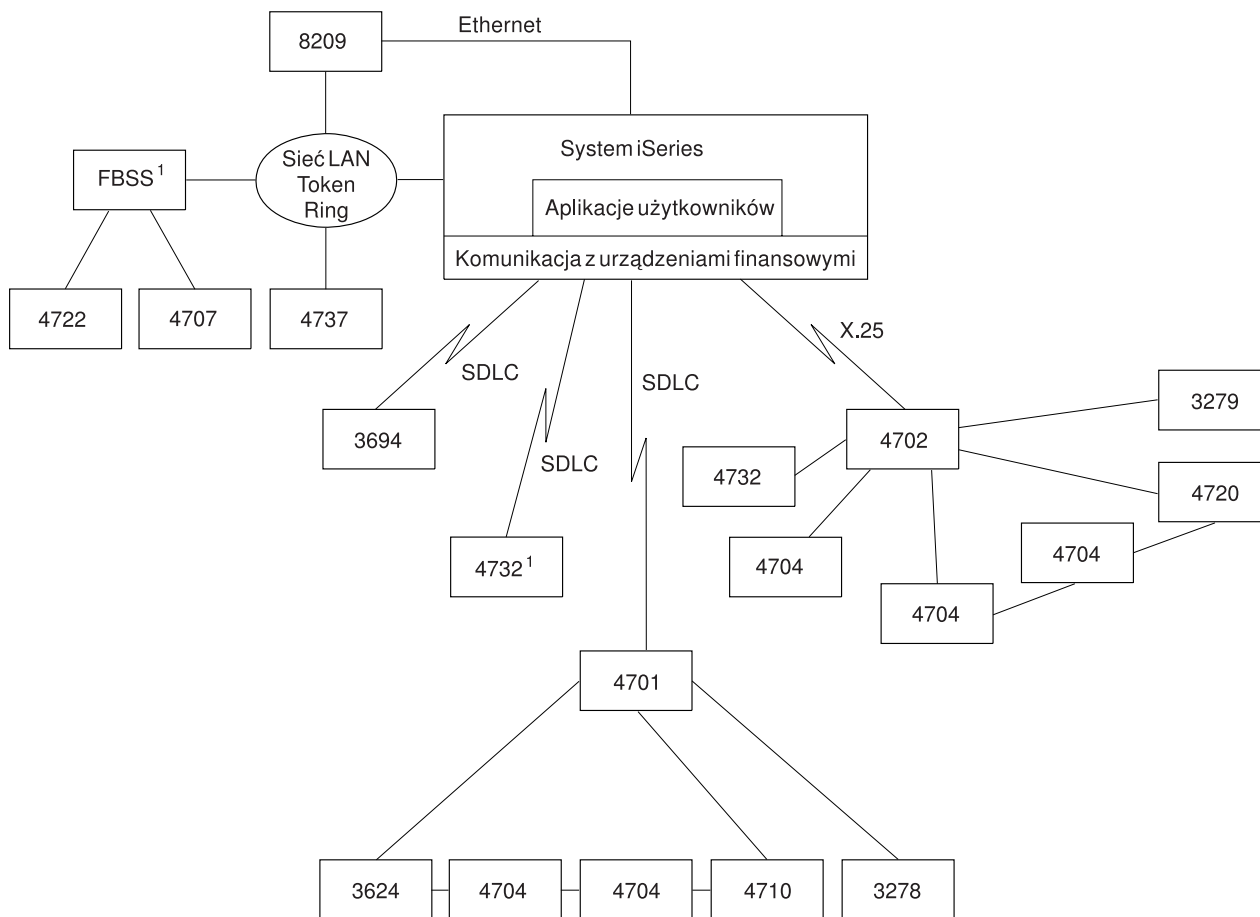 Ethernet
8209
System iSeries
Sieć LAN
Token
Ring
FBSS¹
Aplikacje użytkowników
Komunikacja z urządzeniami finansowymi
4722
4707
4737
X.25
SDLC
SDLC
3279
3694
4702
SDLC
4732
4720
4704
4732¹
4704
4704
4701
3624
4704
4704
4710
3278